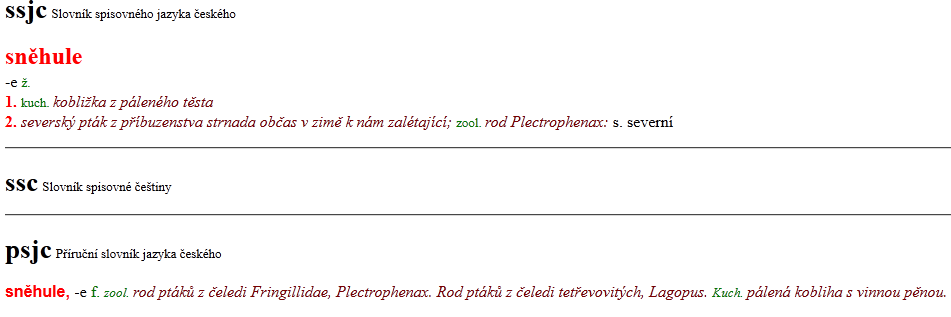 ssjc Slovník spisovného jazyka českého
sněhule
-e ž.
1. kuch. kobližka z páleného těsta
2. severský pták z příbuzenstva strnada občas v zimě k nám zalétající; zool. rod Plectrophenax: s. severní
ssc Slovník spisovné češtiny
psjc Příruční slovník jazyka českého
sněhule, -e f. zool. rod ptáků z čeledi Fringillidae, Plectrophenax. Rod ptáků z čeledi tetřevovitých, Lagopus. Kuch. pálená kobliha s vinnou pěnou.